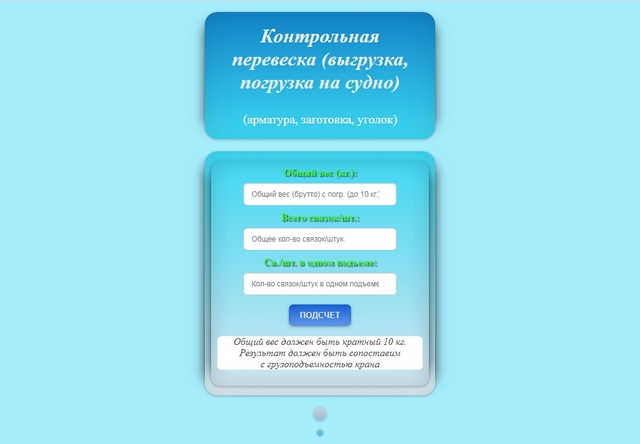 Контрольная
перевеска (выгрузка,
погрузка на судно)
(арматура, заготовка, уголок)
Общий вес (кг.):
Общий вес (брутто) с погр. (до 10 кг.)
Всего связок/шт.:
Общее кол-во связок/штук.
Св./шт. в одном подъеме:
Кол-во связок/штук в одном подъеме
ПОДСЧЕТ
Общий вес должен быть кратный 10 кг.
Результат должен быть сопоставим
с грузоподъемностью крана